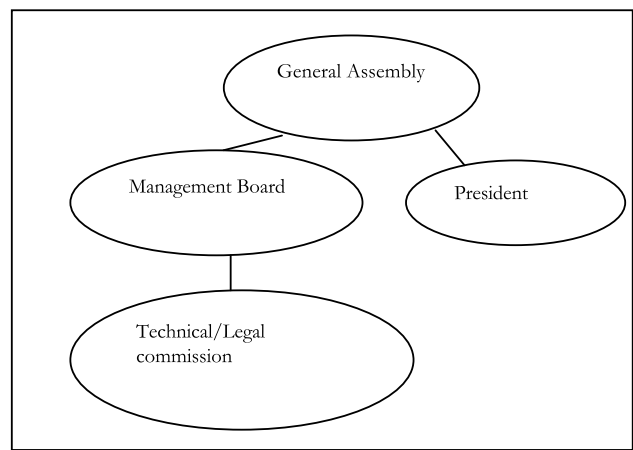 General Assembly
Management Board
President
Technical/Legal
commission